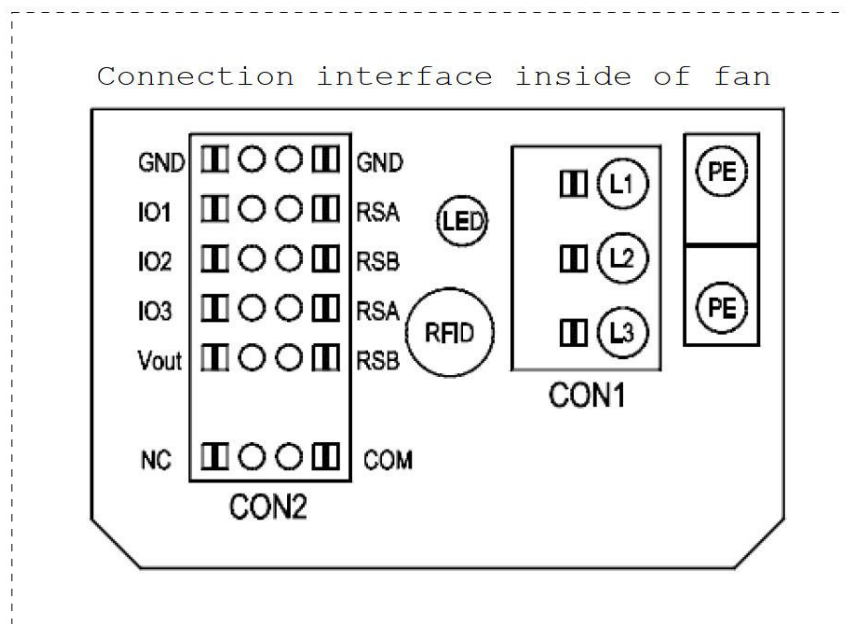 Connection interface inside of fan
GND GND
IO1 RSA
IO2 RSB
IO3 RSA
Vout RSB
NC COM
CON2
LED
RFID
L1
L2
L3
CON1
PE
PE